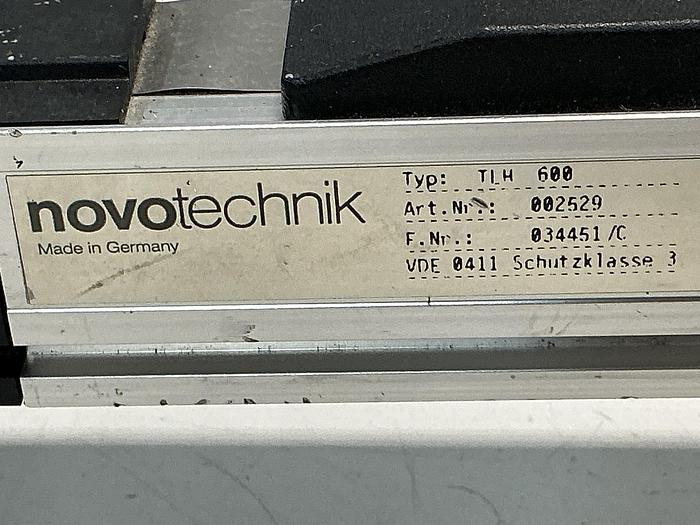 novotechnik
Made in Germany
Typ: TLH 600
Art.Nr.: 002529
F.Nr.: 034451/C
VDE 0411 Schutzklasse 3